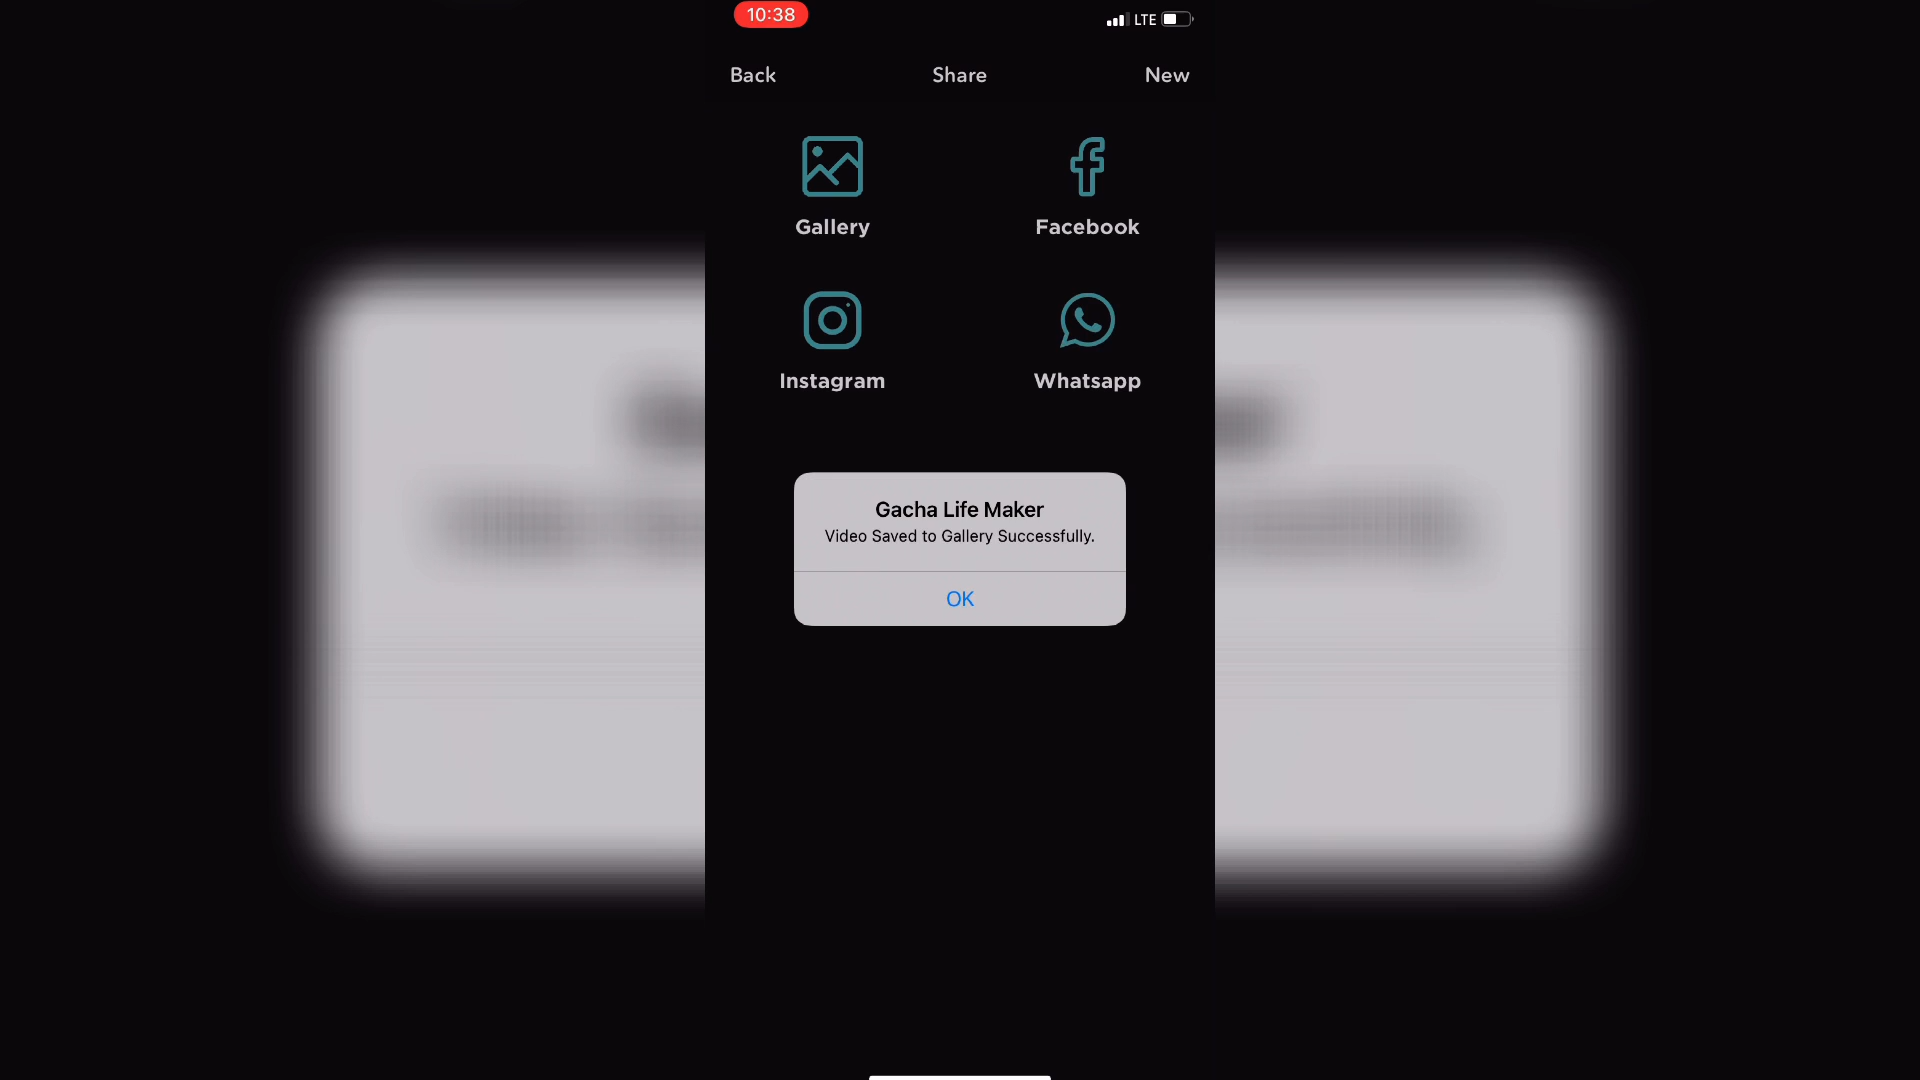 10:38
LTE
Back
Share
New
Gallery
Facebook
Instagram
Whatsapp
Gacha Life Maker
Video Saved to Gallery Successfully.
OK